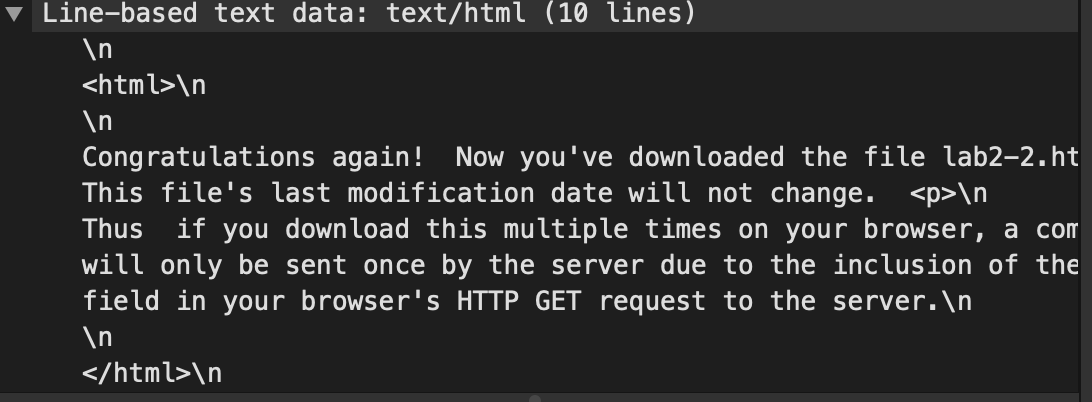 Line-based text data: text/html (10 lines)
\n
<html>\n
\n
Congratulations again!  Now you've downloaded the file lab2-2.ht
This file's last modification date will not change.  <p>\n
Thus  if you download this multiple times on your browser, a com
will only be sent once by the server due to the inclusion of the
field in your browser's HTTP GET request to the server.\n
\n
</html>\n